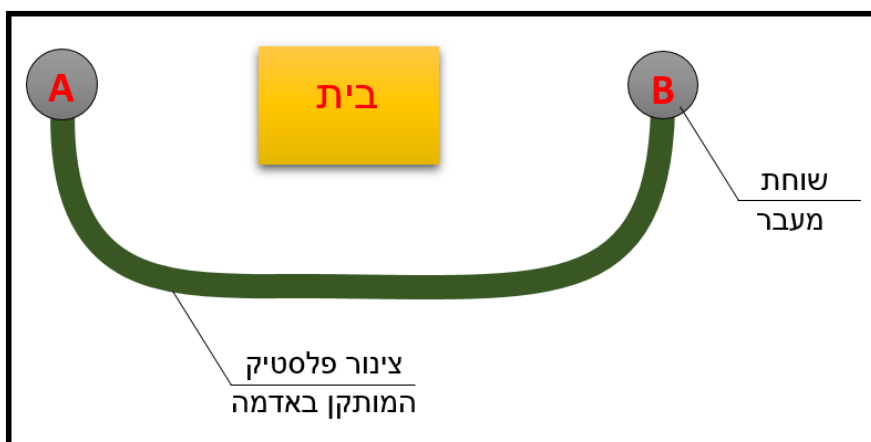 A
בית
B
שוחת
מעבר
צינור פלסטיק
המותקן באדמה